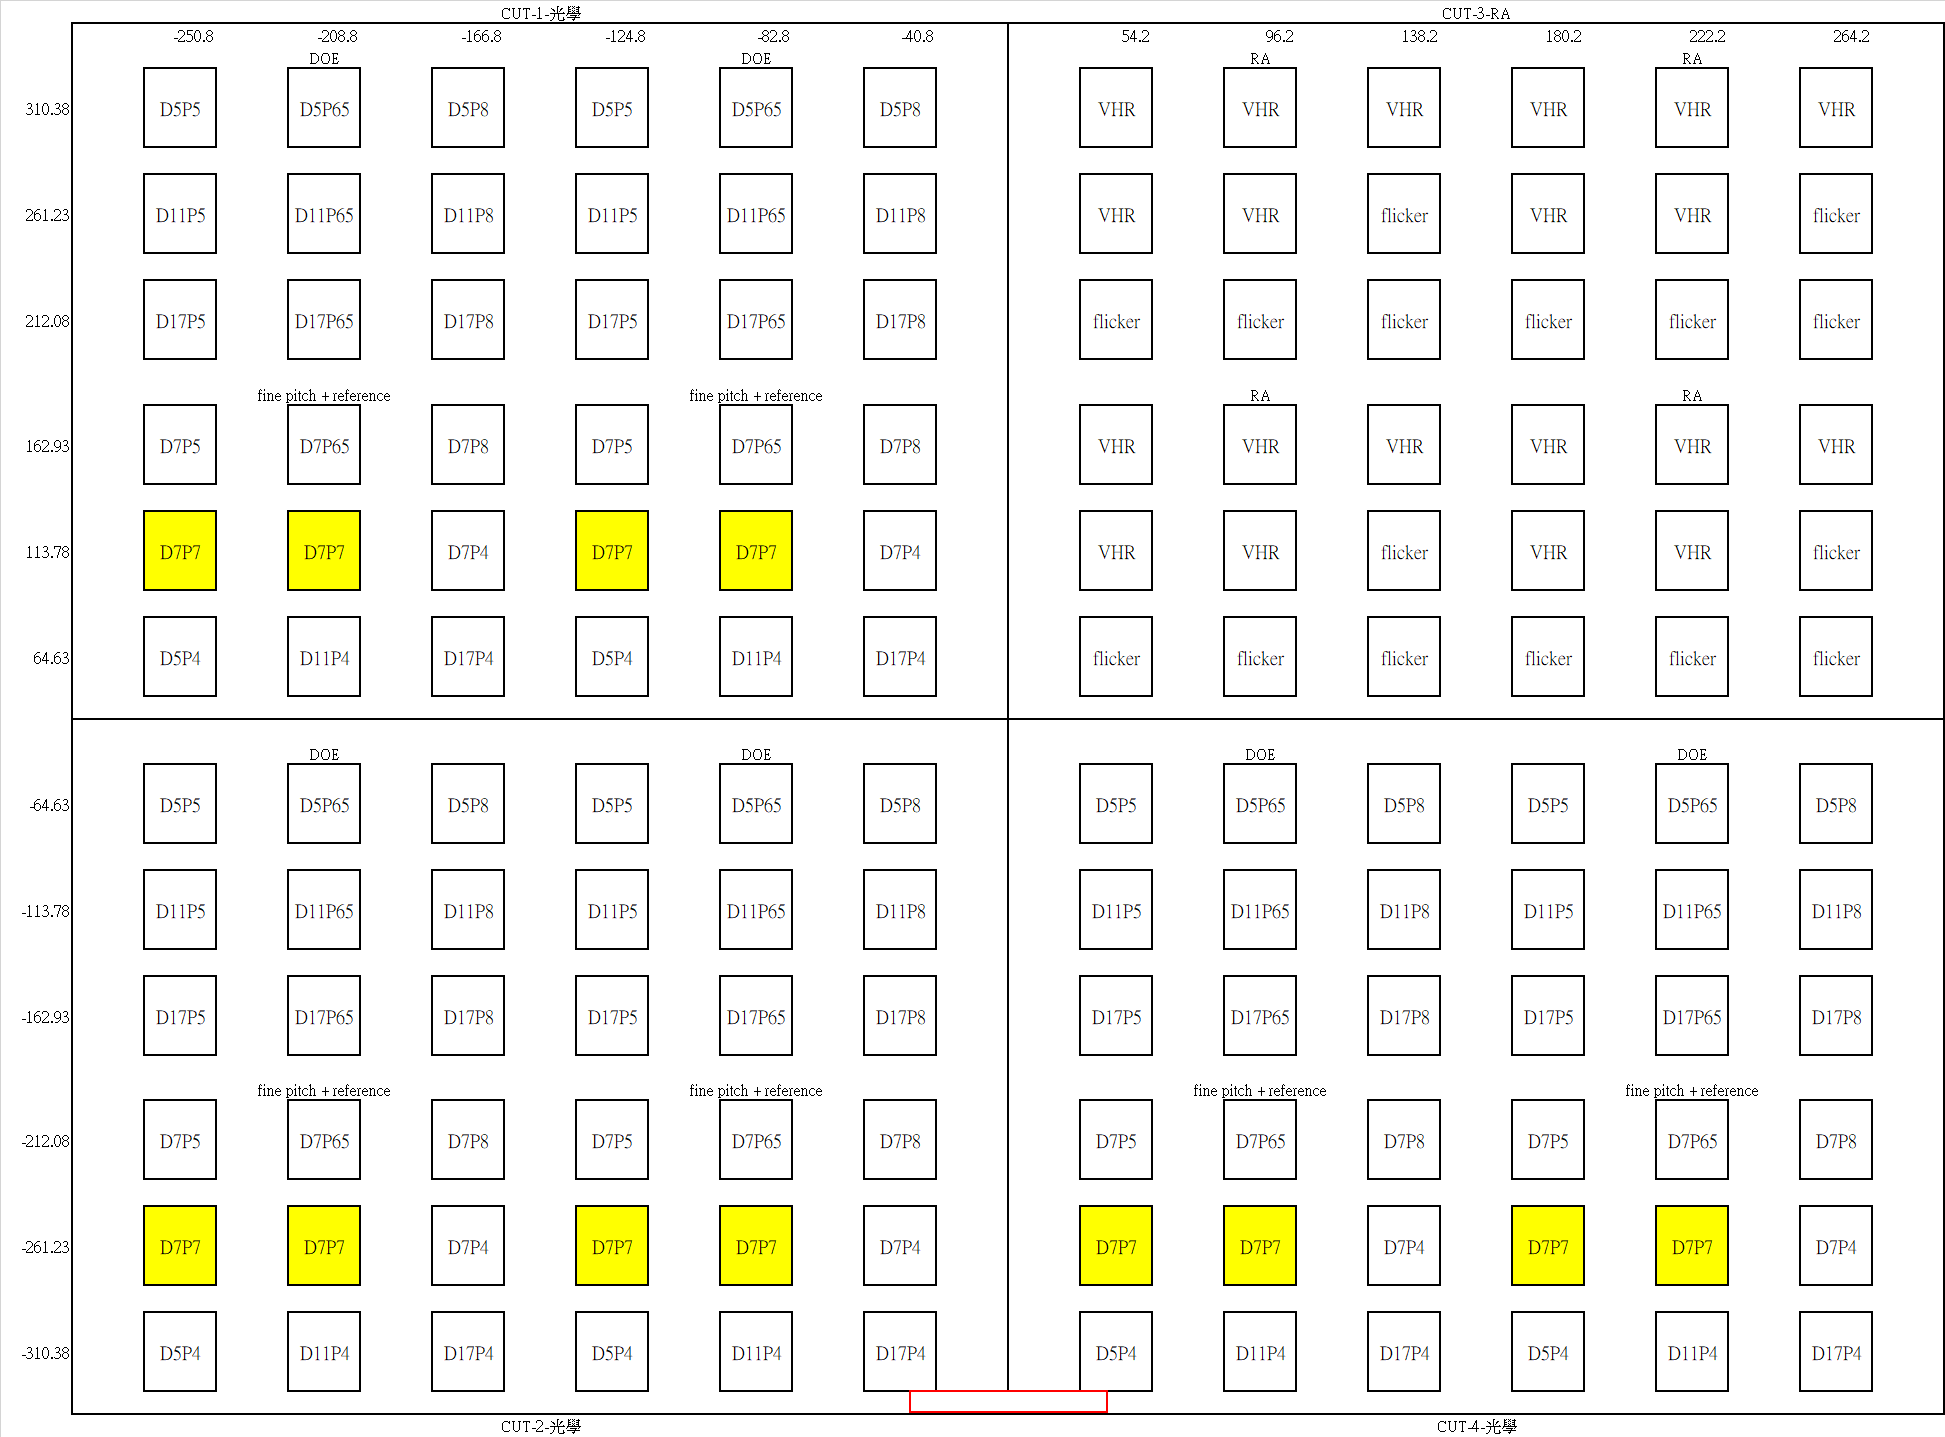 CUT-1-光學 CUT-3-RA
-250.8 -208.8 -166.8 -124.8 -82.8 -40.8 54.2 96.2 138.2 180.2 222.2 264.2
DOE DOE RA RA
310.38 D5P5 D5P65 D5P8 D5P5 D5P65 D5P8 VHR VHR VHR VHR VHR VHR
261.23 D11P5 D11P65 D11P8 D11P5 D11P65 D11P8 VHR VHR flicker VHR VHR flicker
212.08 D17P5 D17P65 D17P8 D17P5 D17P65 D17P8 flicker flicker flicker flicker flicker flicker
fine pitch + reference fine pitch + reference RA RA
162.93 D7P5 D7P65 D7P8 D7P5 D7P65 D7P8 VHR VHR VHR VHR VHR VHR
113.78 D7P7 D7P7 D7P4 D7P7 D7P7 D7P4 VHR VHR flicker VHR VHR flicker
64.63 D5P4 D11P4 D17P4 D5P4 D11P4 D17P4 flicker flicker flicker flicker flicker flicker
DOE DOE DOE DOE
-64.63 D5P5 D5P65 D5P8 D5P5 D5P65 D5P8 D5P5 D5P65 D5P8 D5P5 D5P65 D5P8
-113.78 D11P5 D11P65 D11P8 D11P5 D11P65 D11P8 D11P5 D11P65 D11P8 D11P5 D11P65 D11P8
-162.93 D17P5 D17P65 D17P8 D17P5 D17P65 D17P8 D17P5 D17P65 D17P8 D17P5 D17P65 D17P8
fine pitch + reference fine pitch + reference fine pitch + reference fine pitch + reference
-212.08 D7P5 D7P65 D7P8 D7P5 D7P65 D7P8 D7P5 D7P65 D7P8 D7P5 D7P65 D7P8
-261.23 D7P7 D7P7 D7P4 D7P7 D7P7 D7P4 D7P7 D7P7 D7P4 D7P7 D7P7 D7P4
-310.38 D5P4 D11P4 D17P4 D5P4 D11P4 D17P4 D5P4 D11P4 D17P4 D5P4 D11P4 D17P4
CUT-2-光學 CUT-4-光學